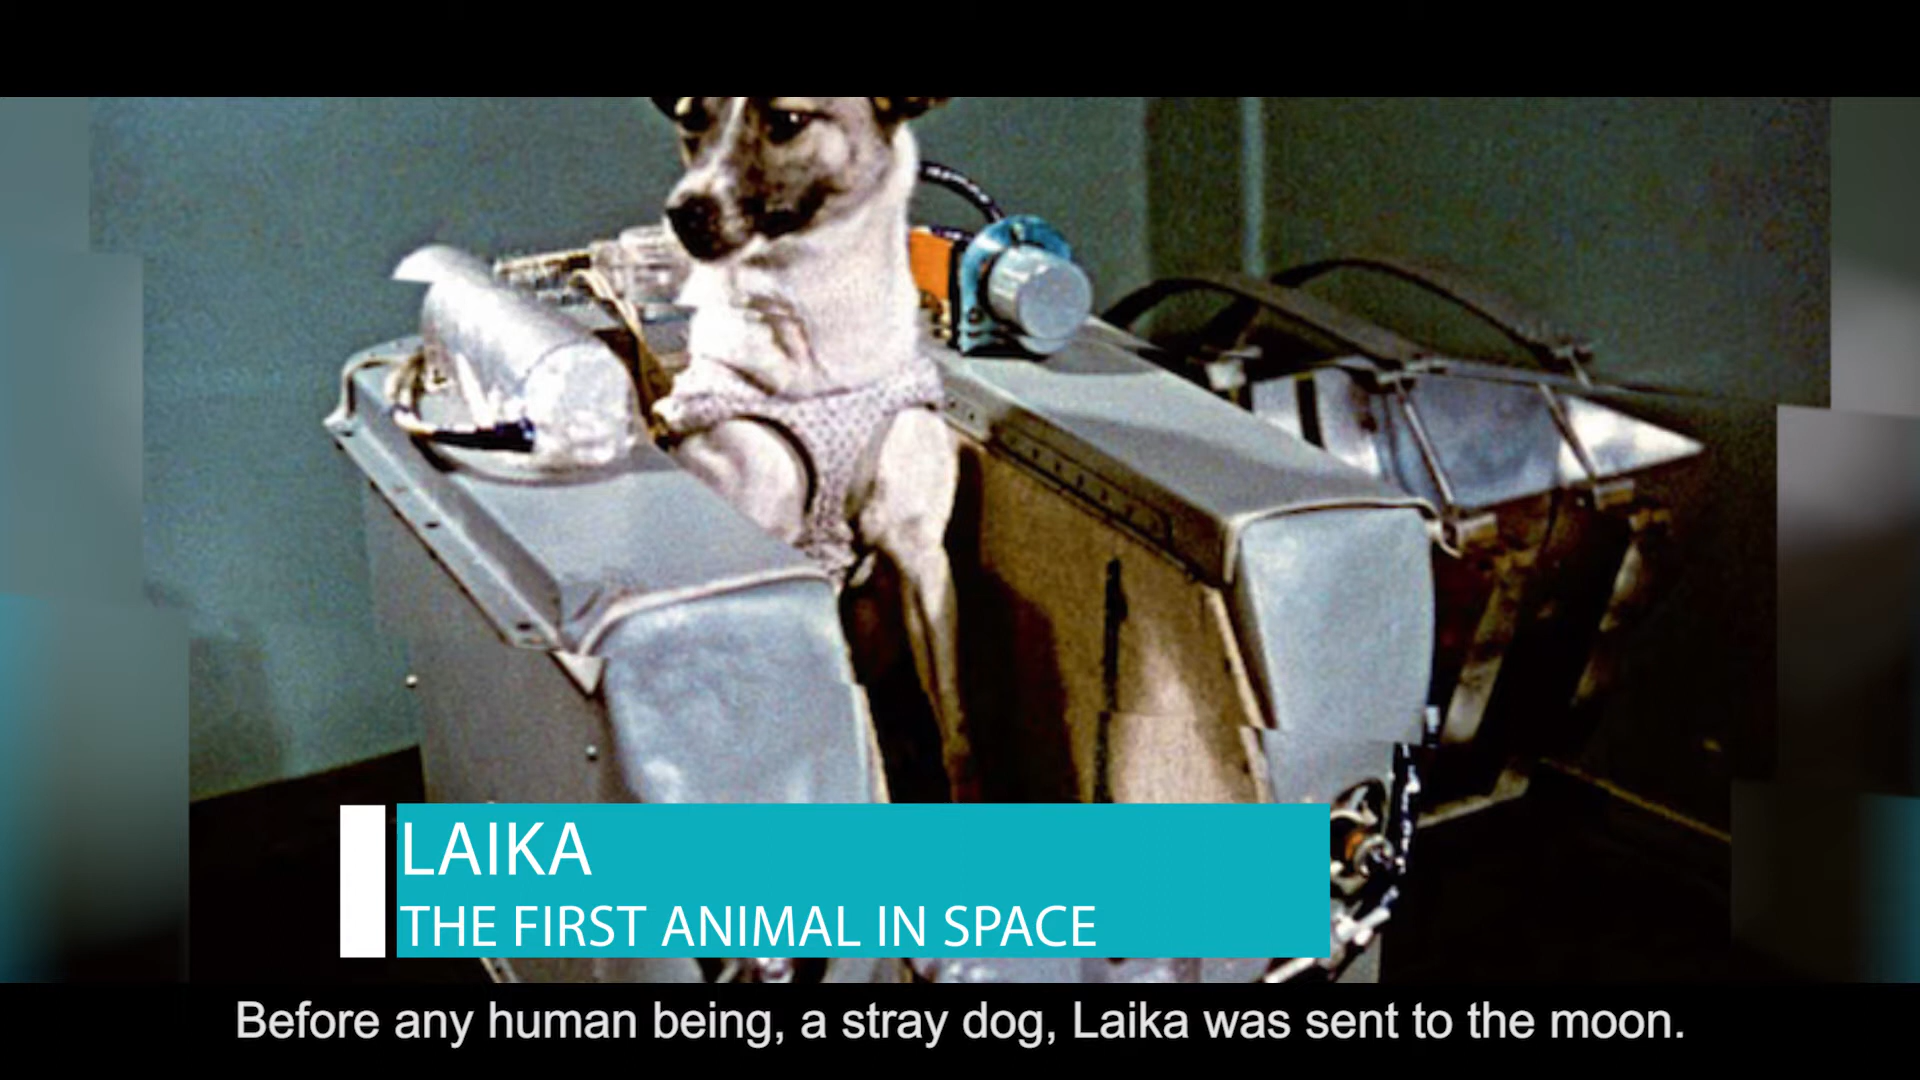 LAIKA
THE FIRST ANIMAL IN SPACE
Before any human being, a stray dog, Laika was sent to the moon.